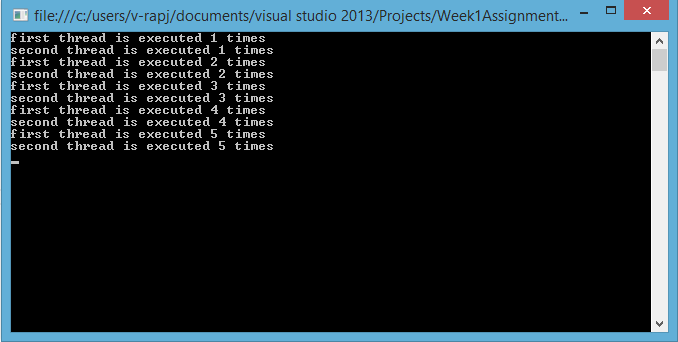 file:///c:/users/v-rapj/documents/visual studio 2013/Projects/Week1Assignment...
first thread is executed 1 times
second thread is executed 1 times
first thread is executed 2 times
second thread is executed 2 times
first thread is executed 3 times
second thread is executed 3 times
first thread is executed 4 times
second thread is executed 4 times
first thread is executed 5 times
second thread is executed 5 times